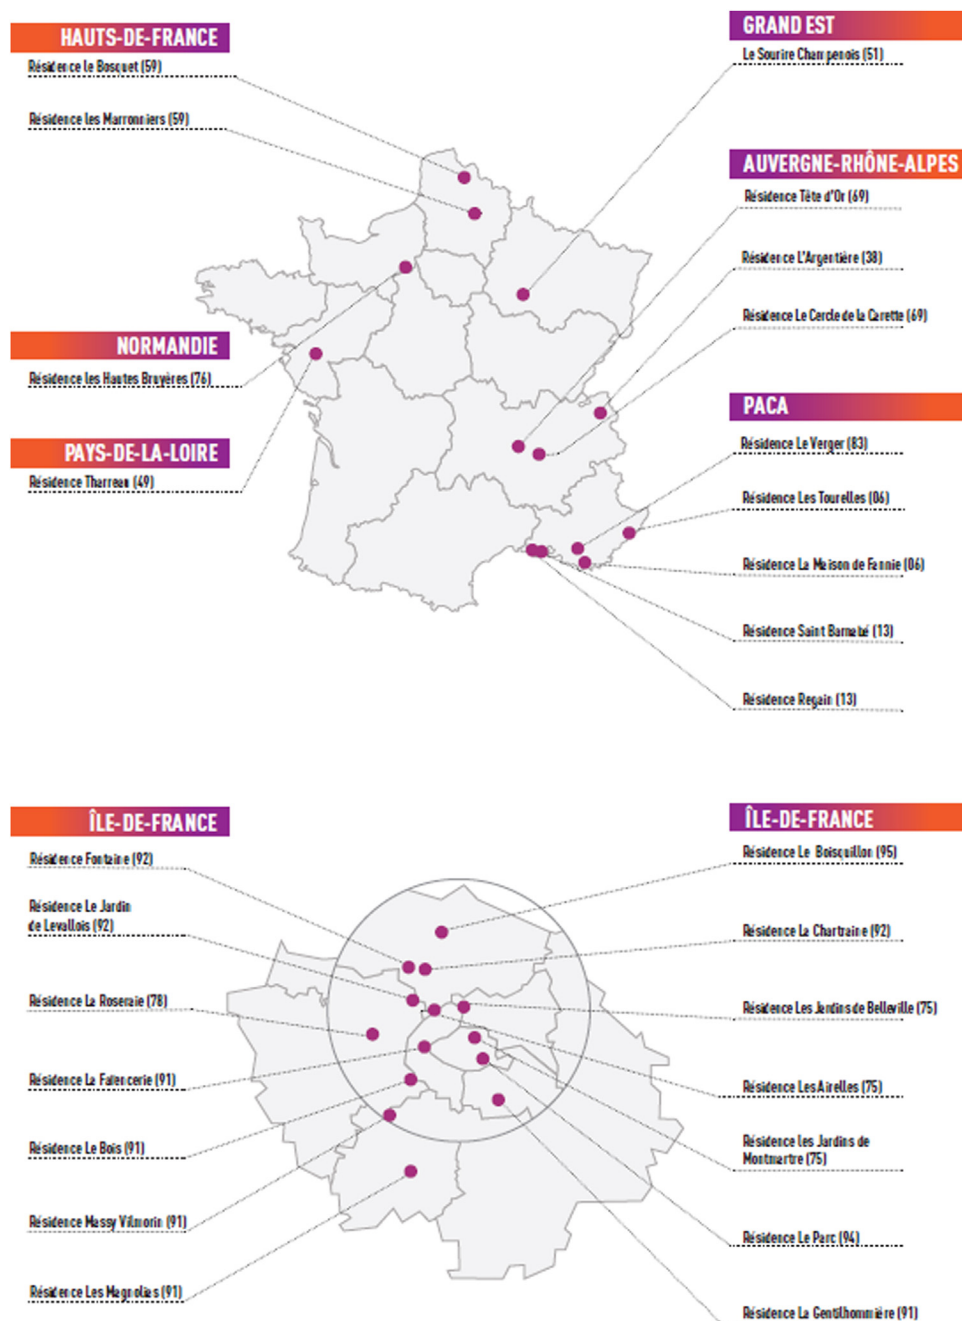 HAUTS-DE-FRANCE
Résidence le Bosquet (59)
Résidence les Marronniers (59)
NORMANDIE
Résidence les Hautes Bruyères (76)
PAYS-DE-LA-LOIRE
Résidence Tharreau (49)
GRAND EST
Le Sourire Champenois (51)
AUVERGNE-RHÔNE-ALPES
Résidence Tête d'Or (69)
Résidence L'Argentière (38)
Résidence Le Cercle de la Carette (69)
PACA
Résidence Le Verger (83)
Résidence Les Tourelles (06)
Résidence La Maison de Fannie (06)
Résidence Saint Barnabé (13)
Résidence Regain (13)
ÎLE-DE-FRANCE
Résidence Fontaine (92)
Résidence Le Jardin
de Levallois (92)
Résidence La Roseraie (78)
Résidence La Faïencerie (91)
Résidence Le Bois (91)
Résidence Massy Vilmorin (91)
Résidence Les Magnolias (91)
ÎLE-DE-FRANCE
Résidence Le Boisquillon (95)
Résidence La Chartraine (92)
Résidence Les Jardins de Belleville (75)
Résidence Les Airelles (75)
Résidence les Jardins de
Montmartre (75)
Résidence Le Parc (94)
Résidence La Gentilhommière (91)